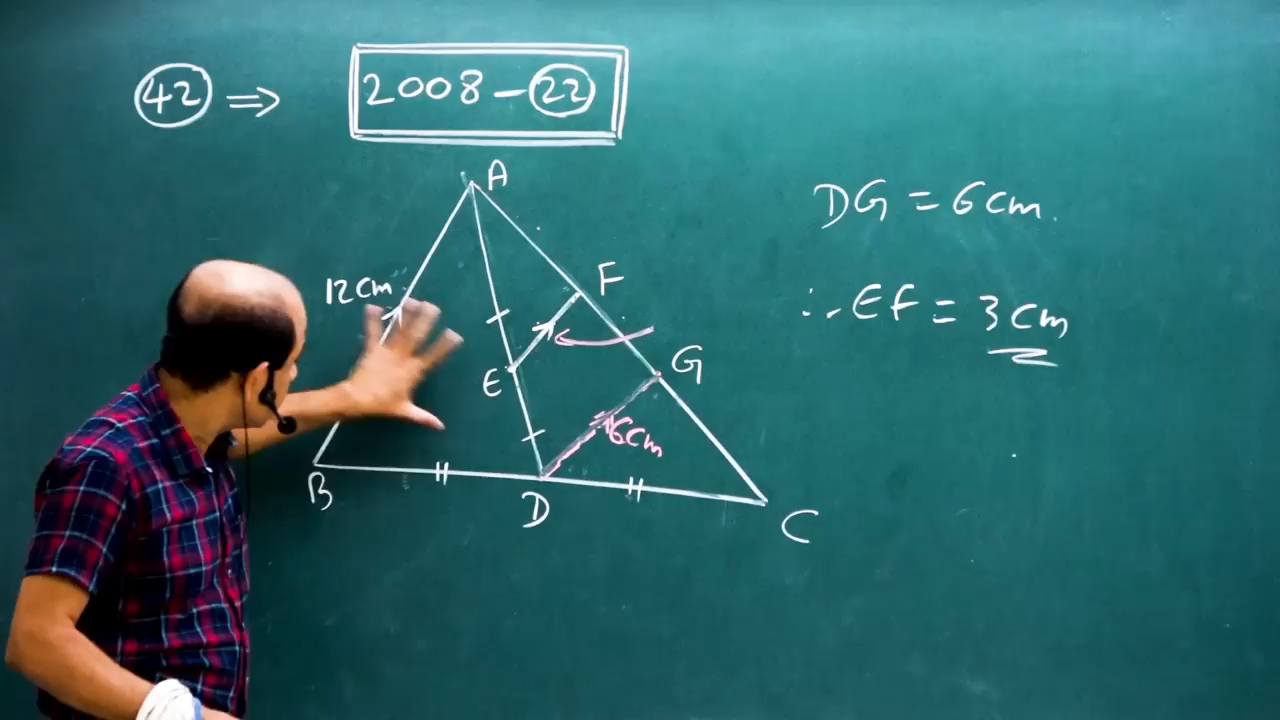 42 ⇒ 2008 - 22
A
DG = 6cm.
12cm
F
∴ EF = 3cm
G
E
6cm
B
D
C